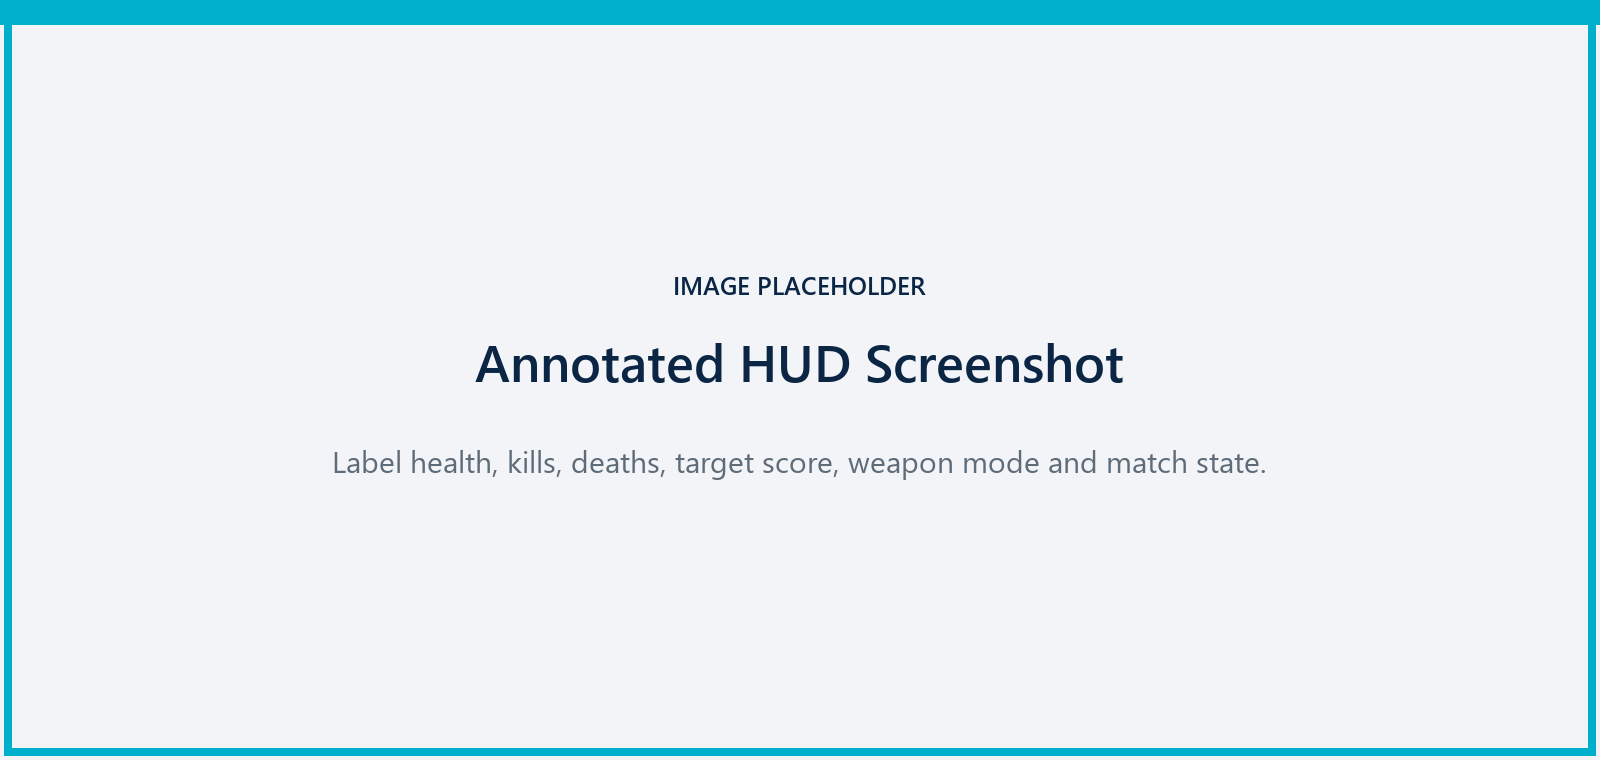 IMAGE PLACEHOLDER
Annotated HUD Screenshot
Label health, kills, deaths, target score, weapon mode and match state.